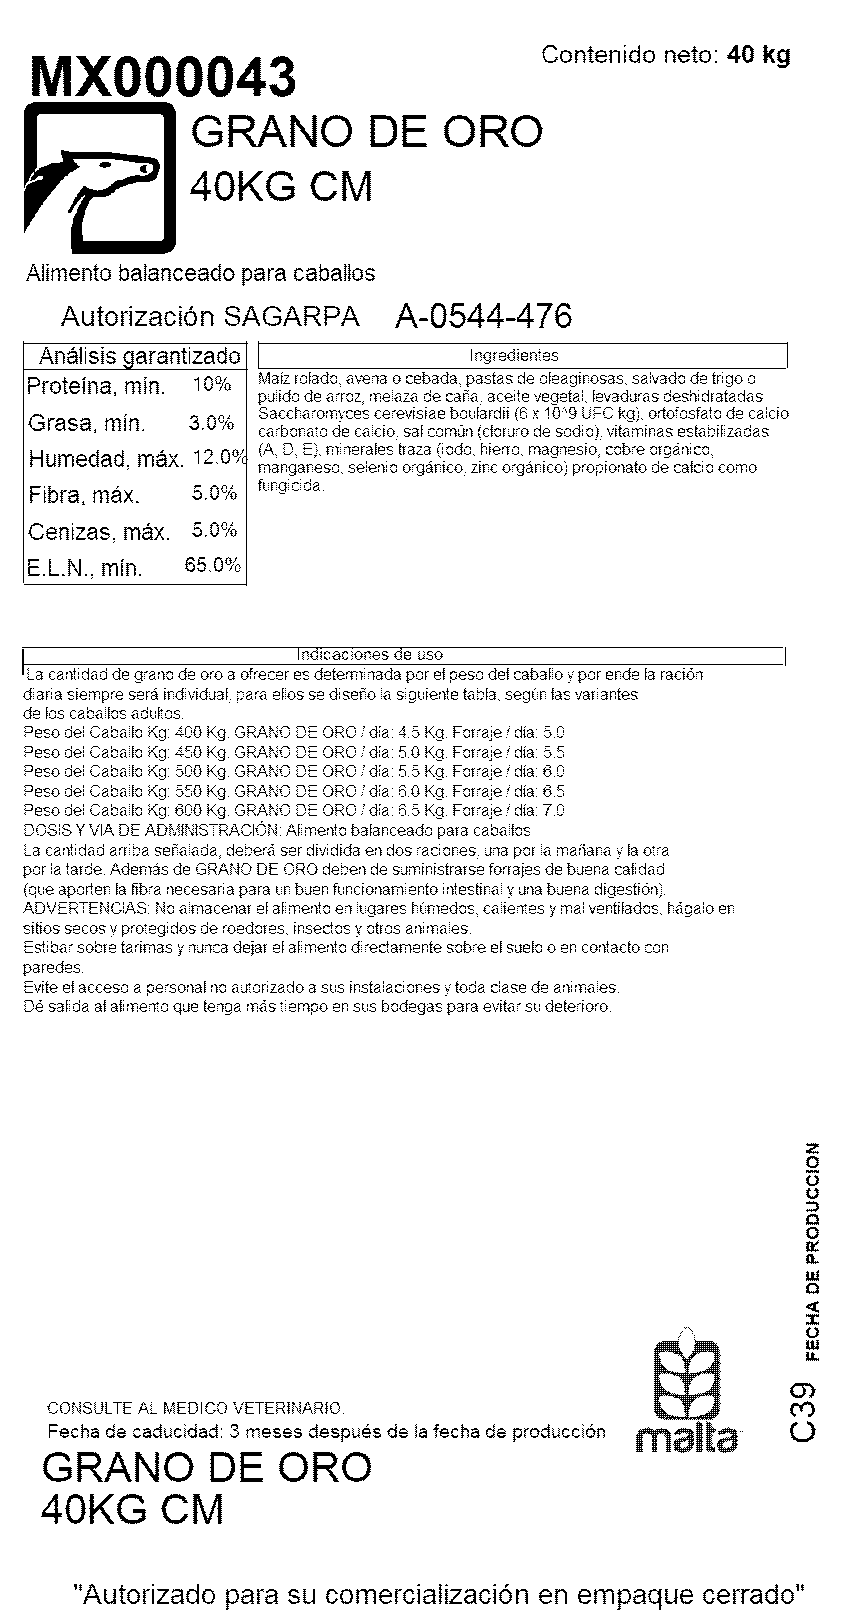 Contenido neto: 40 kg
MX000043
GRANO DE ORO
40KG CM
Alimento balanceado para caballos
Autorización SAGARPA A-0544-476
Análisis garantizado
Proteína, mín. 10%
Grasa, mín. 3.0%
Humedad, máx. 12.0%
Fibra, máx. 5.0%
Cenizas, máx. 5.0%
E.L.N., mín. 65.0%
Ingredientes
Maíz rolado, avena o cebada, pastas de oleaginosas, salvado de trigo o
pulido de arroz, melaza de caña, aceite vegetal, levaduras deshidratadas
Saccharomyces cerevisiae boulardii (6 x 10^9 UFC kg), ortofosfato de calcio
carbonato de calcio, sal común (cloruro de sodio), vitaminas estabilizadas
(A, D, E), minerales traza (iodo, hierro, magnesio, cobre orgánico,
manganeso, selenio orgánico, zinc orgánico) propionato de calcio como
fungicida.
Indicaciones de uso
La cantidad de grano de oro a ofrecer es determinada por el peso del caballo y por ende la ración
diaria siempre será individual, para ellos se diseño la siguiente tabla, según las variantes
de los caballos adultos.
Peso del Caballo Kg: 400 Kg. GRANO DE ORO / día: 4.5 Kg. Forraje / día: 5.0
Peso del Caballo Kg: 450 Kg. GRANO DE ORO / día: 5.0 Kg. Forraje / día: 5.5
Peso del Caballo Kg: 500 Kg. GRANO DE ORO / día: 5.5 Kg. Forraje / día: 6.0
Peso del Caballo Kg: 550 Kg. GRANO DE ORO / día: 6.0 Kg. Forraje / día: 6.5
Peso del Caballo Kg: 600 Kg. GRANO DE ORO / día: 6.5 Kg. Forraje / día: 7.0
DOSIS Y VIA DE ADMINISTRACIÓN: Alimento balanceado para caballos
La cantidad arriba señalada, deberá ser dividida en dos raciones, una por la mañana y la otra
por la tarde. Además de GRANO DE ORO deben de suministrarse forrajes de buena calidad
(que aporten la fibra necesaria para un buen funcionamiento intestinal y una buena digestión).
ADVERTENCIAS: No almacenar el alimento en lugares húmedos, calientes y mal ventilados, hágalo en
sitios secos y protegidos de roedores, insectos y otros animales.
Estibar sobre tarimas y nunca dejar el alimento directamente sobre el suelo o en contacto con
paredes.
Evite el acceso a personal no autorizado a sus instalaciones y toda clase de animales.
Dé salida al alimento que tenga más tiempo en sus bodegas para evitar su deterioro.
FECHA DE PRODUCCION
C39
malta
CONSULTE AL MEDICO VETERINARIO.
Fecha de caducidad: 3 meses después de la fecha de producción
GRANO DE ORO
40KG CM
"Autorizado para su comercialización en empaque cerrado"